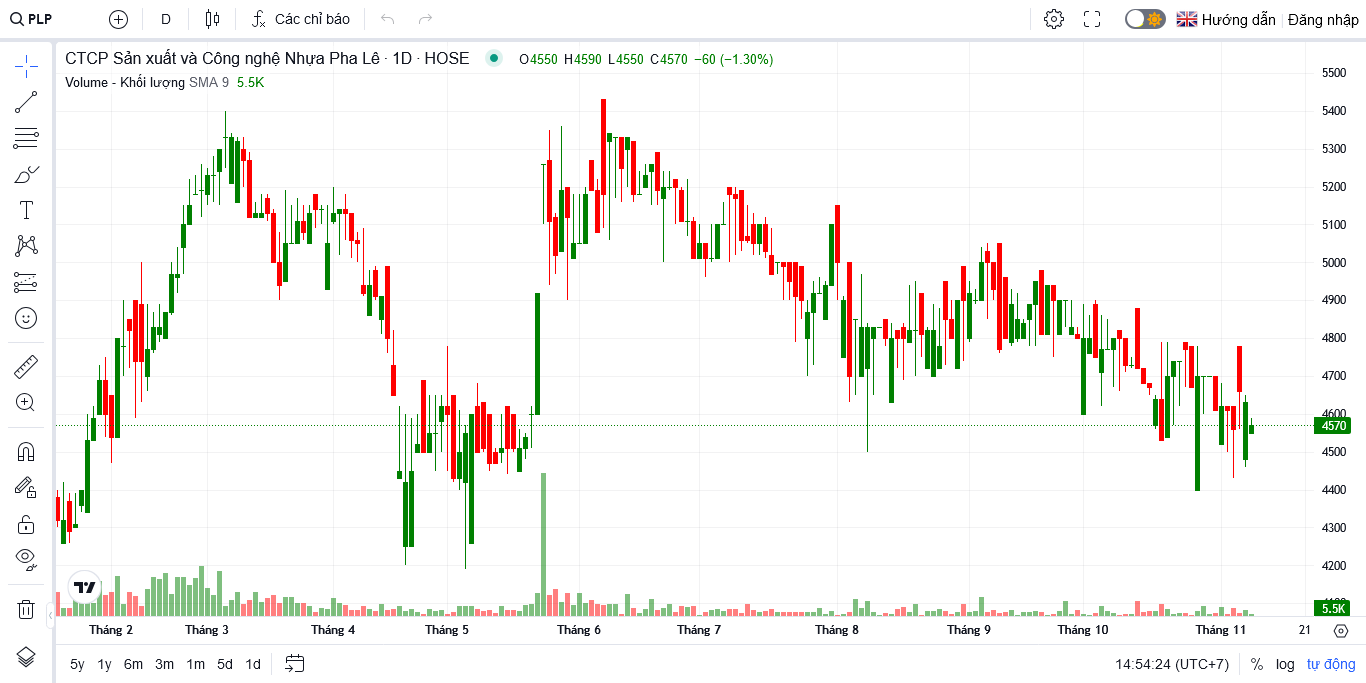 PLP D Các chỉ báo Hướng dẫn Đăng nhập
CTCP Sản xuất và Công nghệ Nhựa Pha Lê · 1D · HOSE O4550 H4590 L4550 C4570 −60 (−1.30%)
Volume - Khối lượng SMA 9 5.5K
5500
5400
5300
5200
5100
5000
4900
4800
4700
4600
4570
4500
4400
4300
4200
5.5K
Tháng 2 Tháng 3 Tháng 4 Tháng 5 Tháng 6 Tháng 7 Tháng 8 Tháng 9 Tháng 10 Tháng 11 21
5y 1y 6m 3m 1m 5d 1d 14:54:24 (UTC+7) % log tự động